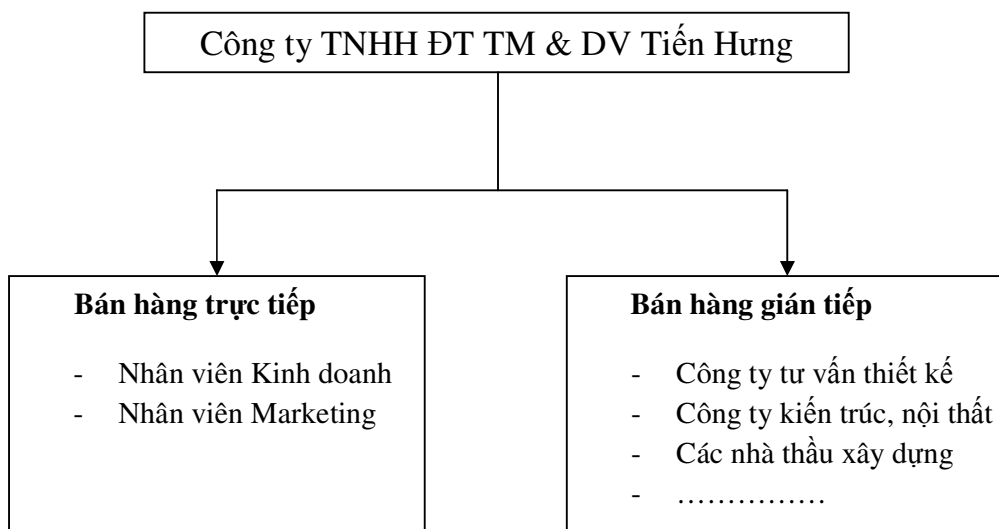 Công ty TNHH ĐT TM & DV Tiến Hưng
Bán hàng trực tiếp
- Nhân viên Kinh doanh
- Nhân viên Marketing
Bán hàng gián tiếp
- Công ty tư vấn thiết kế
- Công ty kiến trúc, nội thất
- Các nhà thầu xây dựng
- ……………